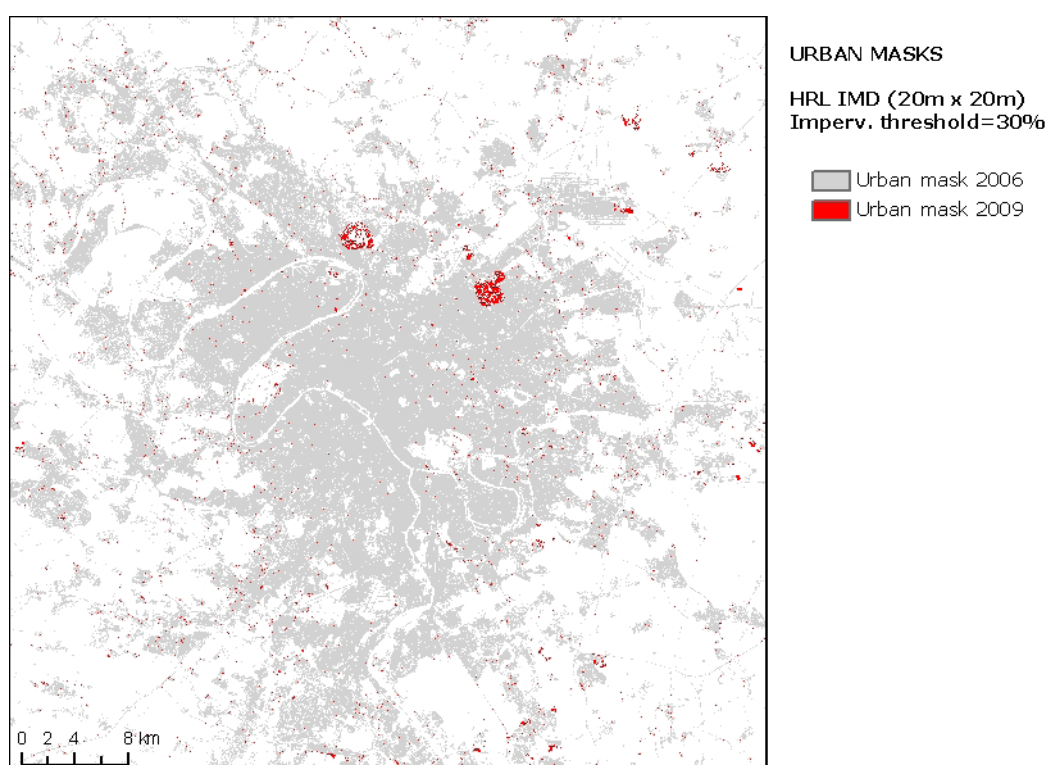 URBAN MASKS
HRL IMD (20m x 20m)
Imperv. threshold=30%
Urban mask 2006
Urban mask 2009
0 2 4 8 km